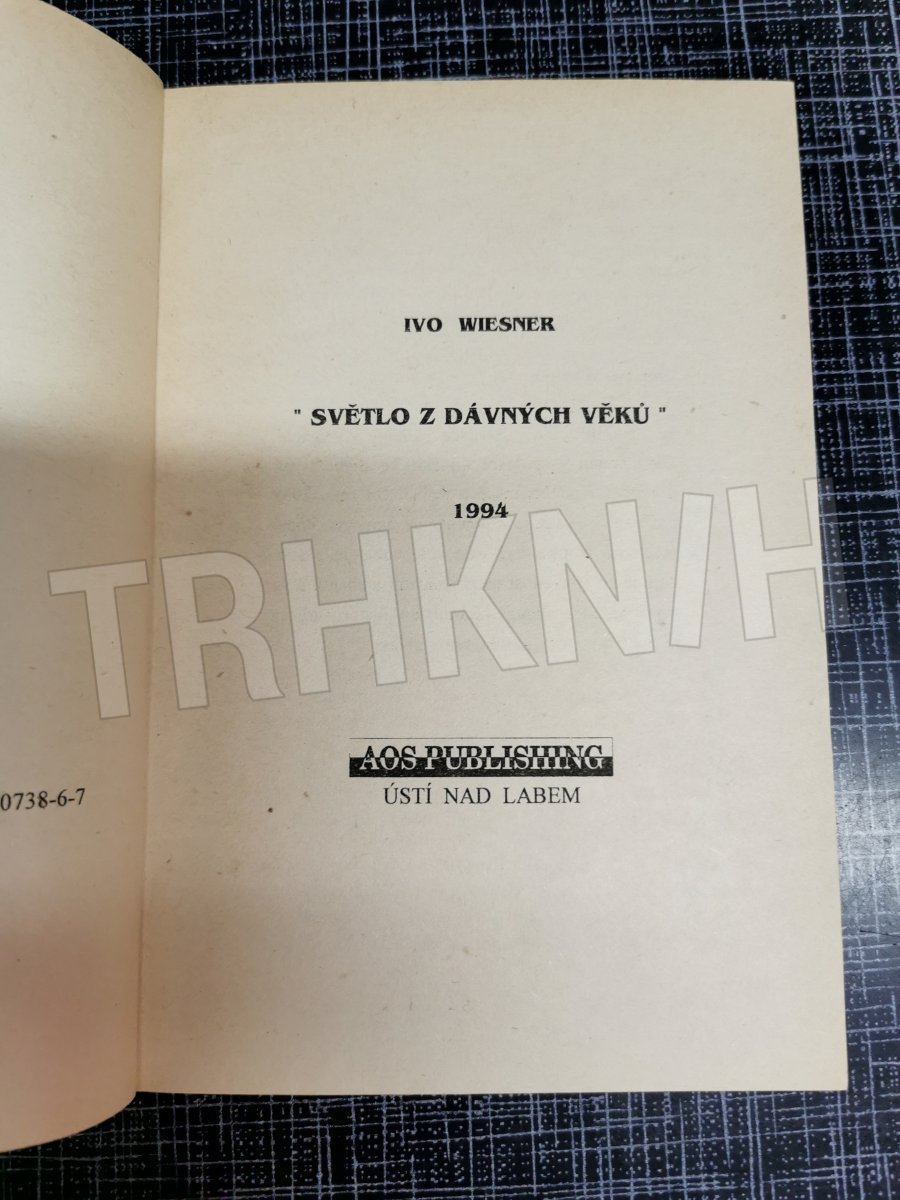 IVO WIESNER
" SVĚTLO Z DÁVNÝCH VĚKŮ "
1994
TRHKNIH
AOS PUBLISHING
ÚSTÍ NAD LABEM
0738-6-7